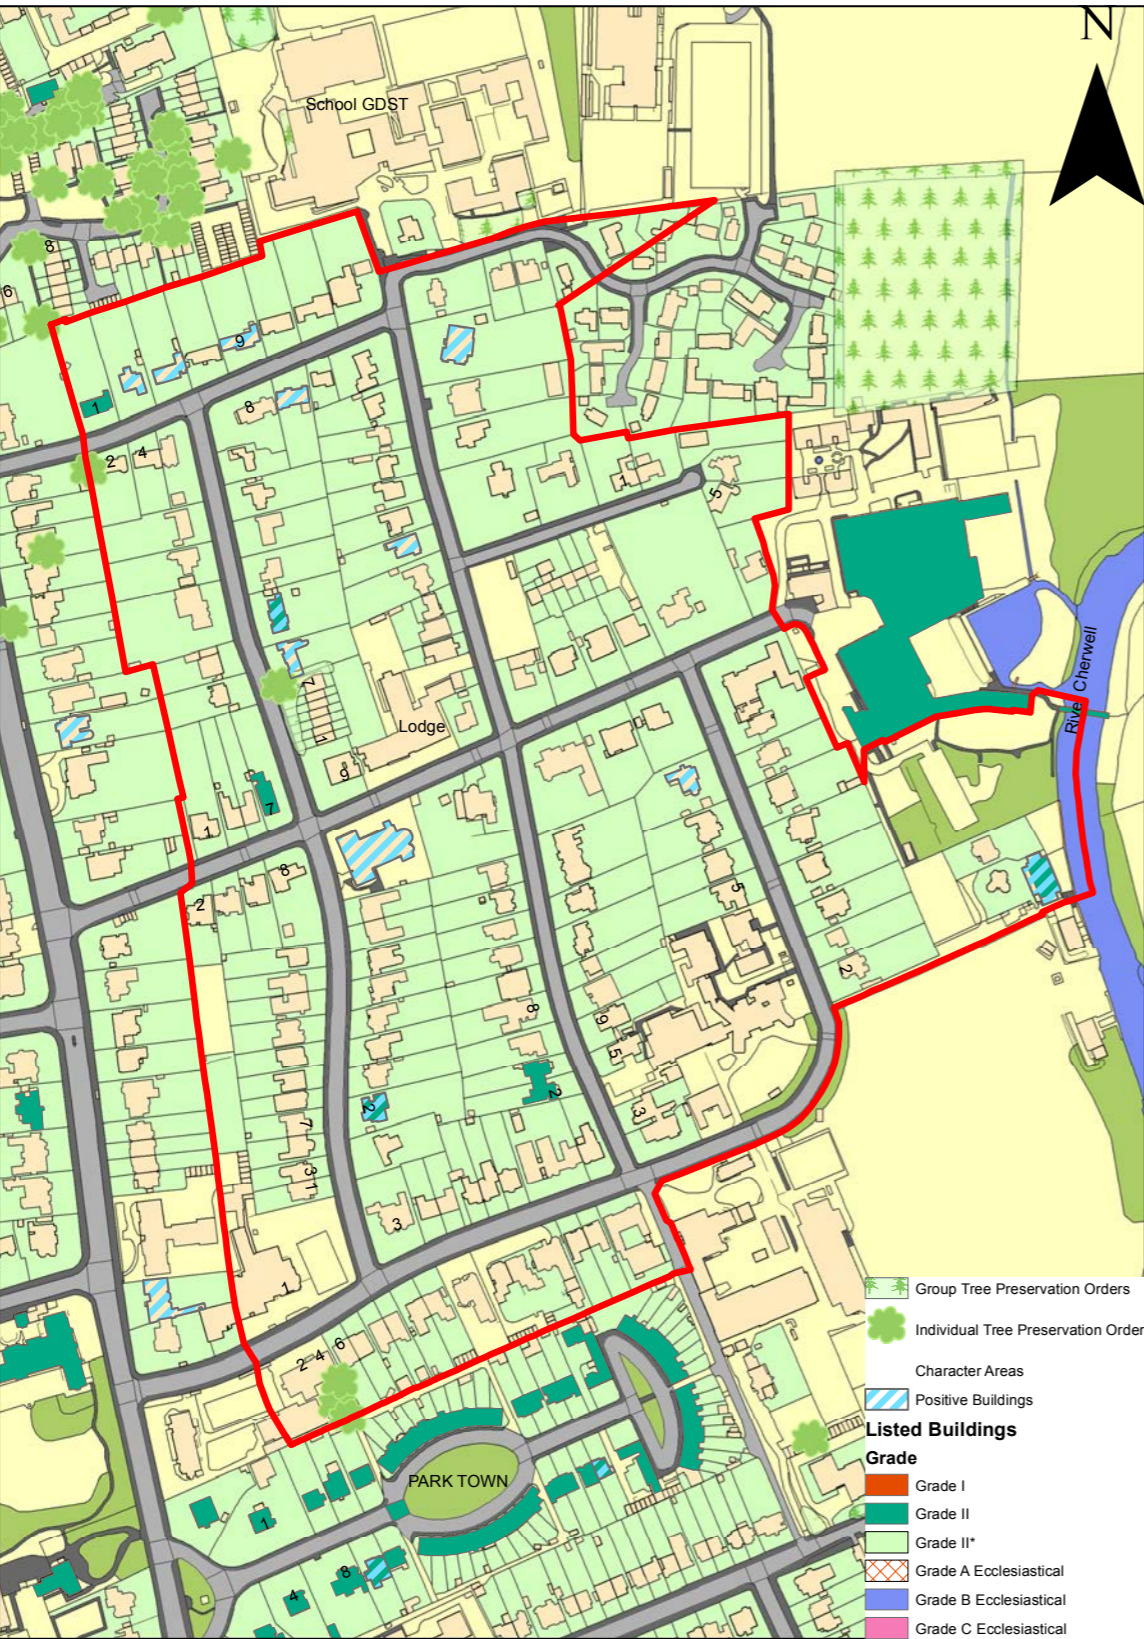 N
School GDST
8
6
9
1
8
2
4
1
5
7
1
Lodge
9
River Cherwell
7
1
8
2
5
2
8
9
5
2
2
3
7
31
3
1
2 4 6
PARK TOWN
1
8
4
Group Tree Preservation Orders
Individual Tree Preservation Order
Character Areas
Positive Buildings
Listed Buildings
Grade
Grade I
Grade II
Grade II*
Grade A Ecclesiastical
Grade B Ecclesiastical
Grade C Ecclesiastical